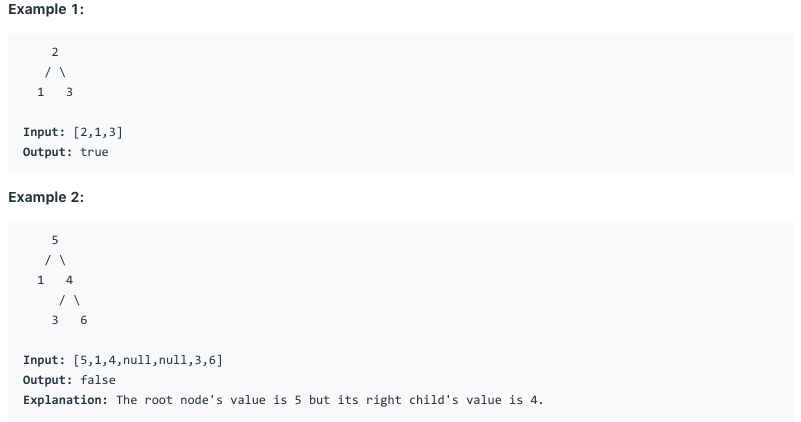 Example 1:
2
/ \
1   3
Input: [2,1,3]
Output: true
Example 2:
5
/ \
1   4
/ \
3   6
Input: [5,1,4,null,null,3,6]
Output: false
Explanation: The root node's value is 5 but its right child's value is 4.